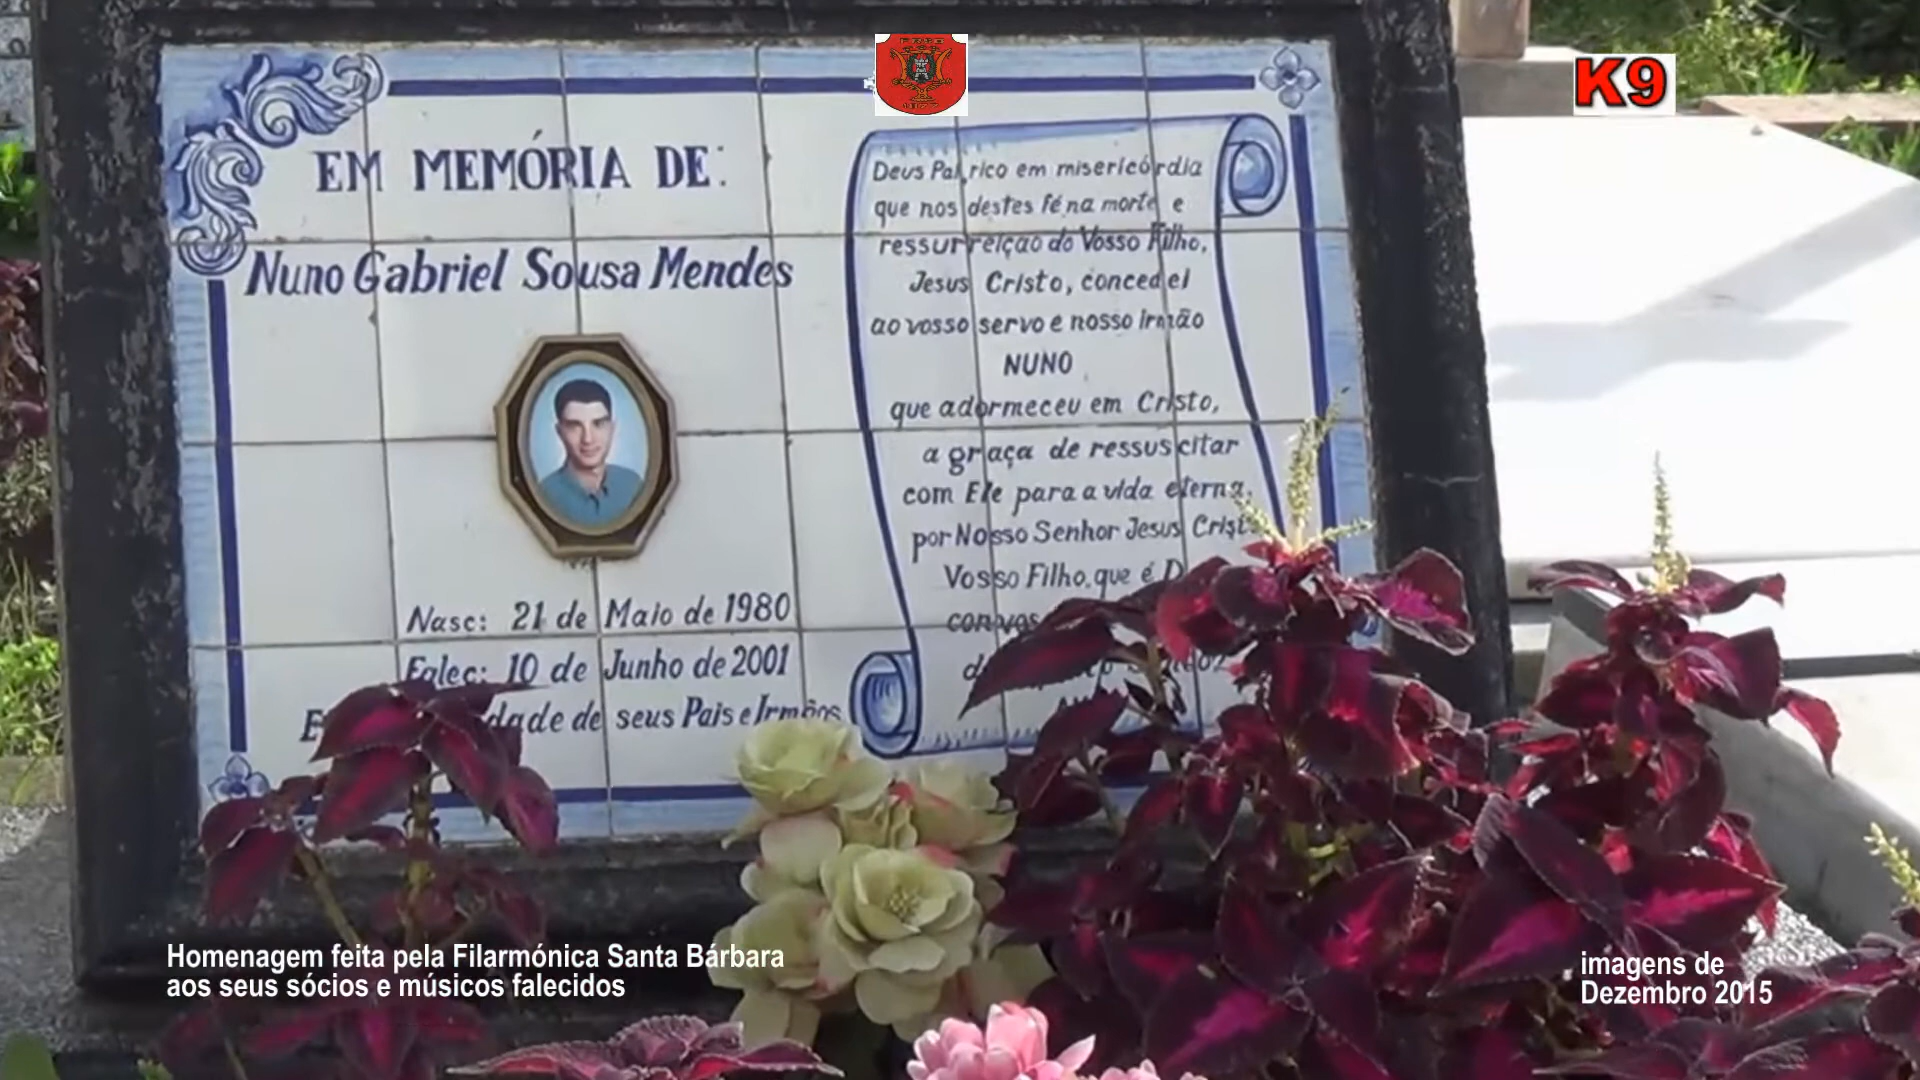 EM MEMÓRIA DE:
Nuno Gabriel Sousa Mendes
Nasc: 21 de Maio de 1980
Falec: 10 de Junho de 2001
dade de seus Pais e Irmãos
Deus Pai, rico em misericórdia
que nos destes fé na morte e
ressurreição do Vosso Filho,
Jesus Cristo, concedei
ao vosso servo e nosso irmão
NUNO
que adormeceu em Cristo,
a graça de ressuscitar
com Ele para a vida eterna,
por Nosso Senhor Jesus Crist
Vosso Filho, que é D
convos
K9
Homenagem feita pela Filarmónica Santa Bárbara
aos seus sócios e músicos falecidos
imagens de
Dezembro 2015